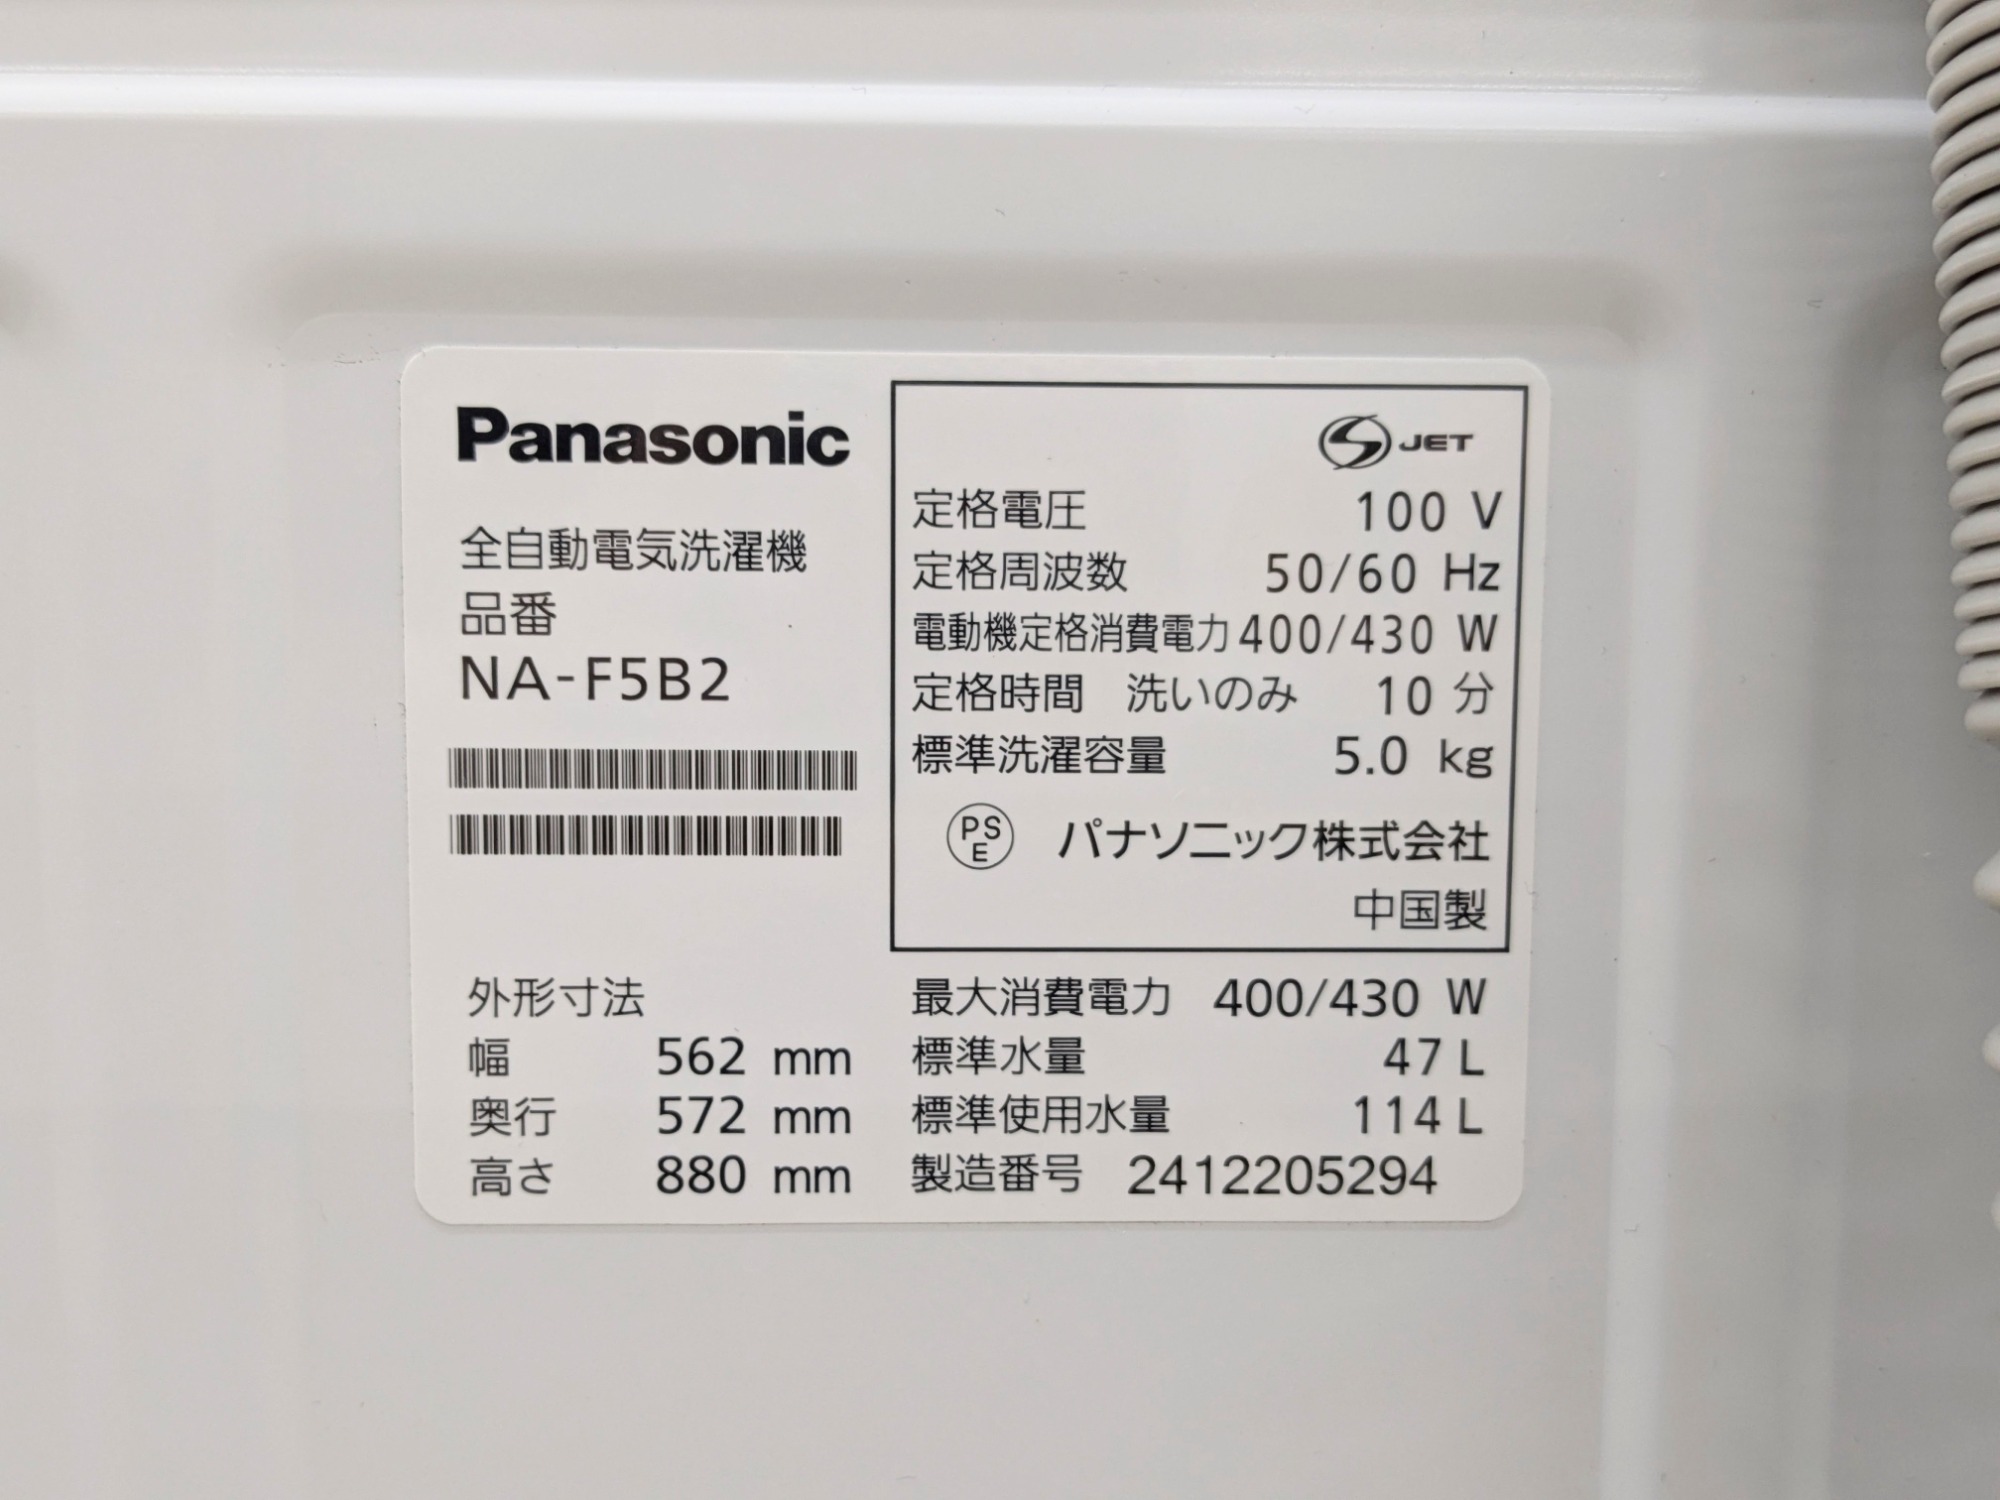 Panasonic
全自動電気洗濯機
品番
NA-F5B2
JET
定格電圧 100 V
定格周波数 50/60 Hz
電動機定格消費電力 400/430 W
定格時間 洗いのみ 10 分
標準洗濯容量 5.0 kg
PSE パナソニック株式会社
中国製
外形寸法
幅 562 mm
奥行 572 mm
高さ 880 mm
最大消費電力 400/430 W
標準水量 47 L
標準使用水量 114 L
製造番号 2412205294